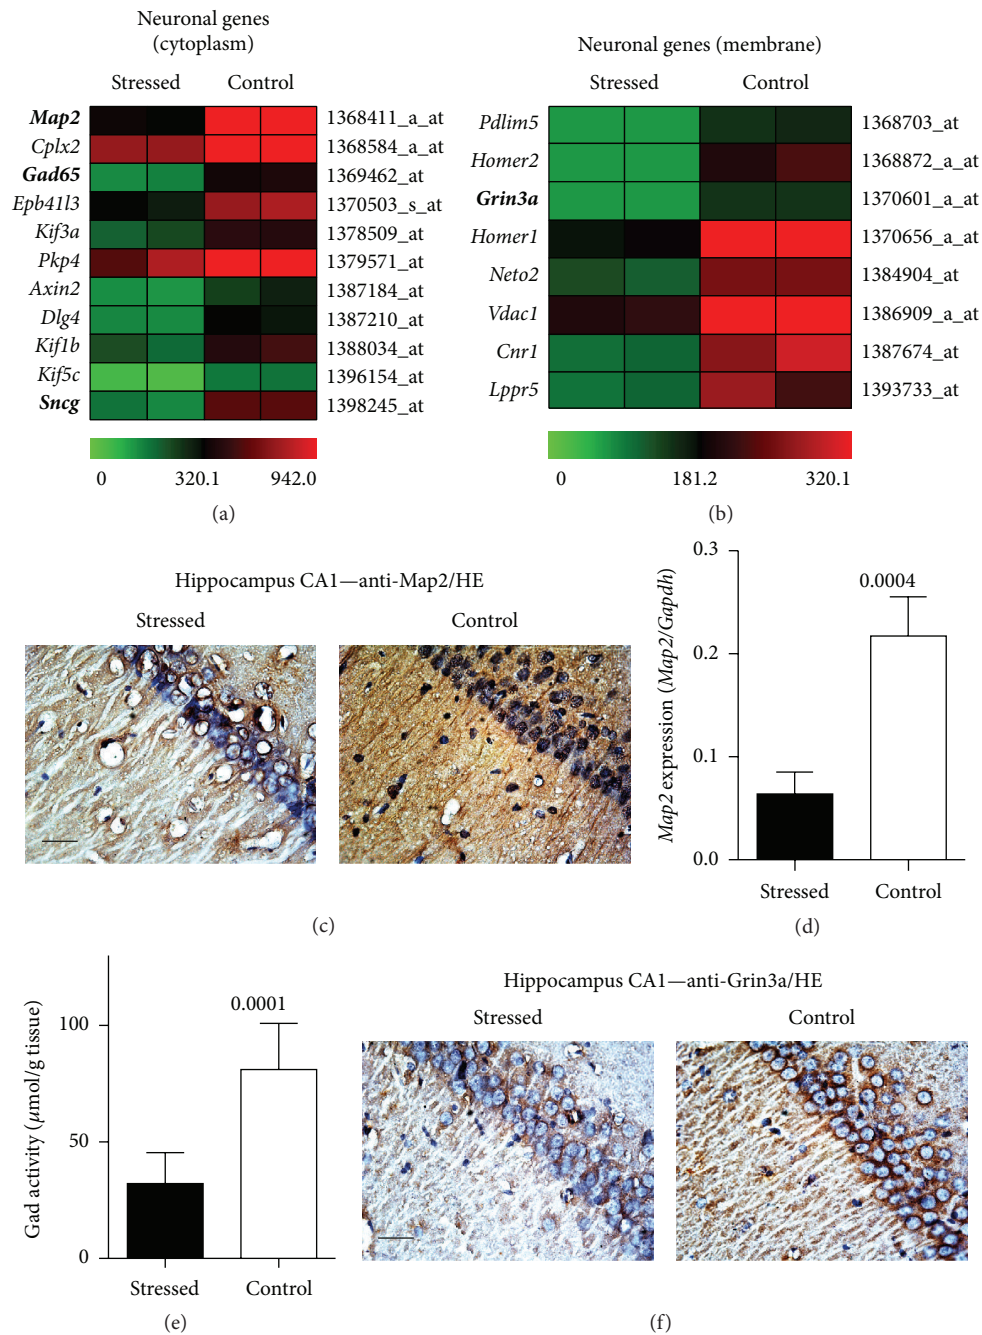 Neuronal genes
(cytoplasm)
Stressed Control
Map2 1368411_a_at
Cplx2 1368584_a_at
Gad65 1369462_at
Epb41l3 1370503_s_at
Kif3a 1378509_at
Pkp4 1379571_at
Axin2 1387184_at
Dlg4 1387210_at
Kif1b 1388034_at
Kif5c 1396154_at
Sncg 1398245_at
0 320.1 942.0
(a)
Neuronal genes (membrane)
Stressed Control
Pdlim5 1368703_at
Homer2 1368872_a_at
Grin3a 1370601_a_at
Homer1 1370656_a_at
Neto2 1384904_at
Vdac1 1386909_a_at
Cnr1 1387674_at
Lppr5 1393733_at
0 181.2 320.1
(b)
Hippocampus CA1—anti-Map2/HE
Stressed Control
(c)
Map2 expression (Map2/Gapdh)
0.3
0.2
0.1
0.0
0.0004
Stressed Control
(d)
Gad activity (μmol/g tissue)
100
50
0
0.0001
Stressed Control
(e)
Hippocampus CA1—anti-Grin3a/HE
Stressed Control
(f)